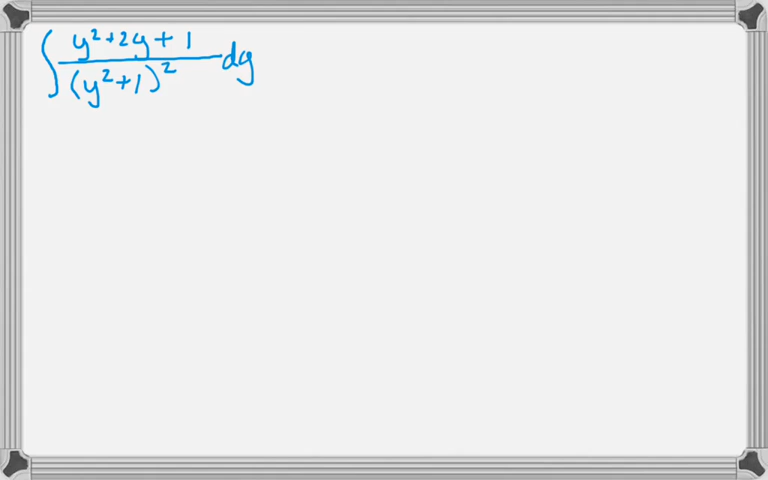 ∫ y²+2y+1 / (y²+1)² dy